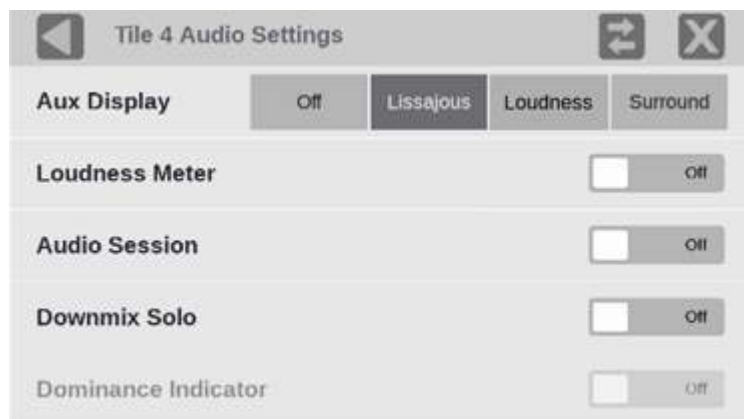 Tile 4 Audio Settings
Aux Display Off Lissajous Loudness Surround
Loudness Meter Off
Audio Session Off
Downmix Solo Off
Dominance Indicator Off